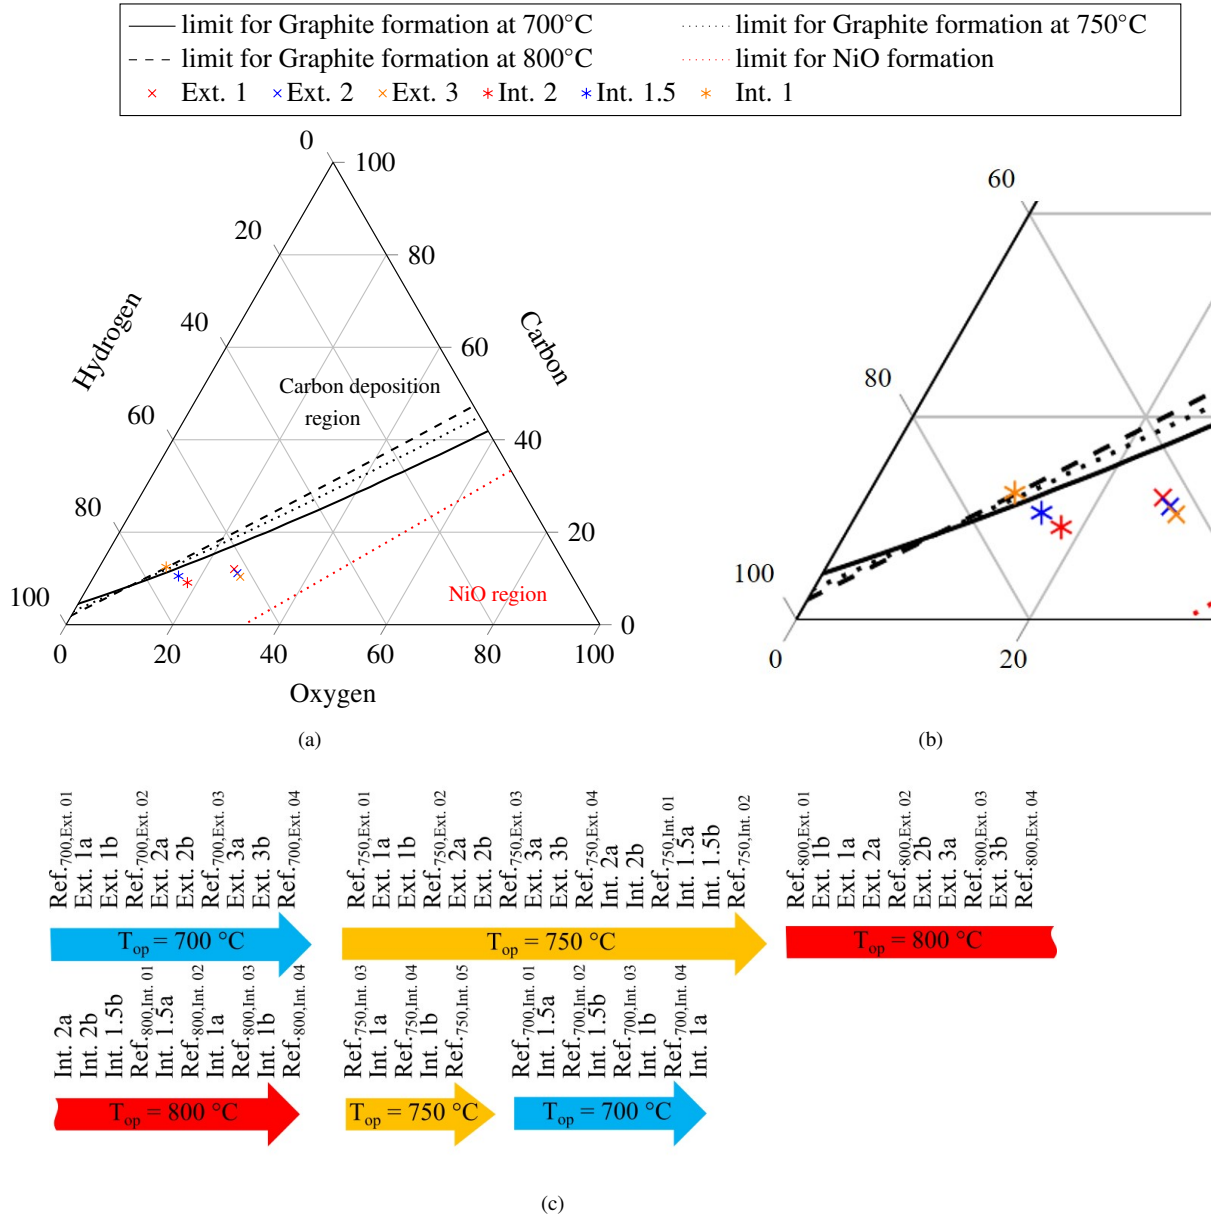 limit for Graphite formation at 700°C
limit for Graphite formation at 750°C
limit for Graphite formation at 800°C
limit for NiO formation
Ext. 1 Ext. 2 Ext. 3 Int. 2 Int. 1.5 Int. 1
0
100
20
80
Hydrogen
Carbon
40
60
Carbon deposition
region
60
40
80
20
NiO region
100
0
0 20 40 60 80 100
Oxygen
(a)
60
80
100
0
20
(b)
Ref.700,Ext. 01
Ext. 1a
Ext. 1b
Ref.700,Ext. 02
Ext. 2a
Ext. 2b
Ref.700,Ext. 03
Ext. 3a
Ext. 3b
Ref.700,Ext. 04
Top = 700 °C
Ref.750,Ext. 01
Ext. 1a
Ext. 1b
Ref.750,Ext. 02
Ext. 2a
Ext. 2b
Ref.750,Ext. 03
Ext. 3a
Ext. 3b
Ref.750,Ext. 04
Int. 2a
Int. 2b
Ref.750,Int. 01
Int. 1.5a
Int. 1.5b
Ref.750,Int. 02
Top = 750 °C
Ref.800,Ext. 01
Ext. 1b
Ext. 1a
Ext. 2a
Ref.800,Ext. 02
Ext. 2b
Ext. 3a
Ref.800,Ext. 03
Ext. 3b
Ref.800,Ext. 04
Top = 800 °C
Int. 2a
Int. 2b
Int. 1.5b
Ref.800,Int. 01
Int. 1.5a
Ref.800,Int. 02
Int. 1a
Ref.800,Int. 03
Int. 1b
Ref.800,Int. 04
Top = 800 °C
Ref.750,Int. 03
Int. 1a
Ref.750,Int. 04
Int. 1b
Ref.750,Int. 05
Top = 750 °C
Ref.700,Int. 01
Int. 1.5a
Ref.700,Int. 02
Int. 1.5b
Ref.700,Int. 03
Int. 1b
Ref.700,Int. 04
Int. 1a
Top = 700 °C
(c)